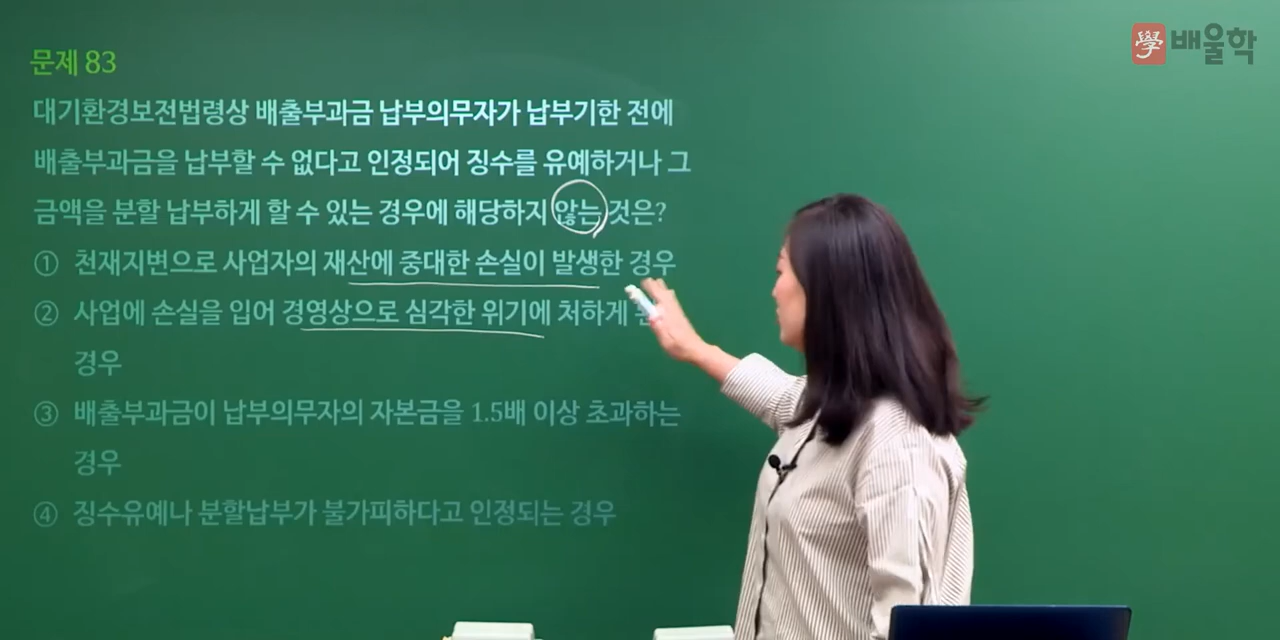 學 배울학
문제 83
대기환경보전법령상 배출부과금 납부의무자가 납부기한 전에
배출부과금을 납부할 수 없다고 인정되어 징수를 유예하거나 그
금액을 분할 납부하게 할 수 있는 경우에 해당하지 않는 것은?
① 천재지변으로 사업자의 재산에 중대한 손실이 발생한 경우
② 사업에 손실을 입어 경영상으로 심각한 위기에 처하게
경우
③ 배출부과금이 납부의무자의 자본금을 1.5배 이상 초과하는
경우
④ 징수유예나 분할납부가 불가피하다고 인정되는 경우